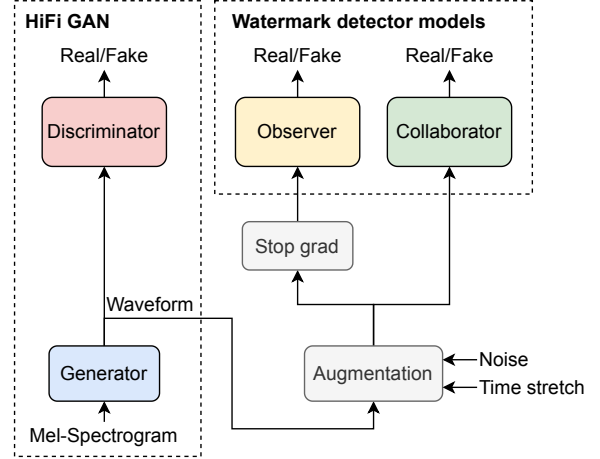 HiFi GAN
Watermark detector models
Real/Fake
Real/Fake
Real/Fake
Discriminator
Observer
Collaborator
Stop grad
Waveform
Generator
Augmentation
Noise
Time stretch
Mel-Spectrogram